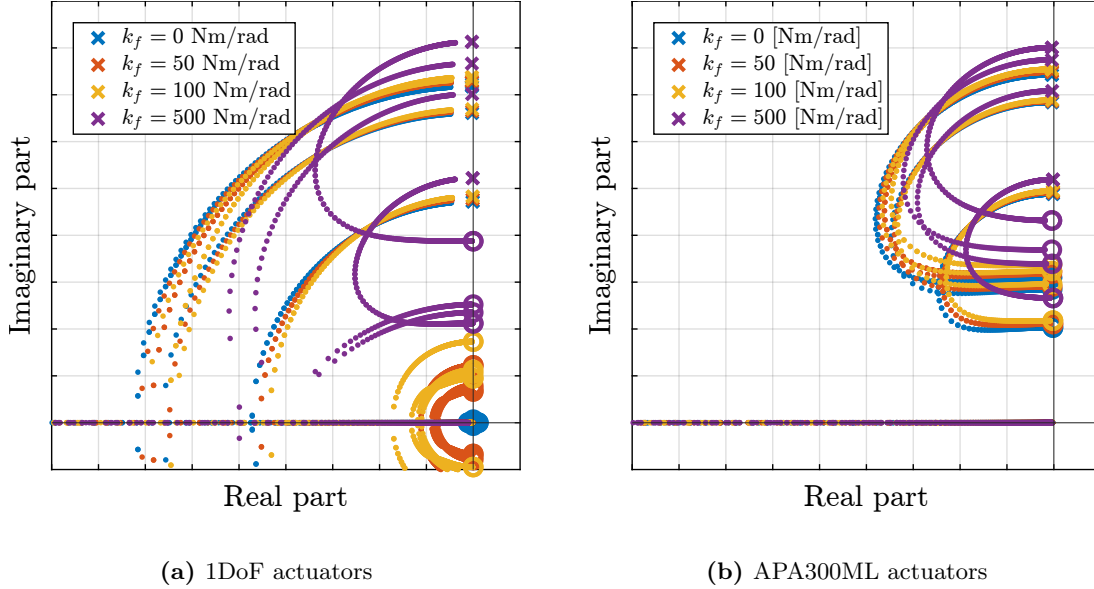 k_f = 0 Nm/rad
k_f = 50 Nm/rad
k_f = 100 Nm/rad
k_f = 500 Nm/rad
Imaginary part
Real part
(a) 1DoF actuators
k_f = 0 [Nm/rad]
k_f = 50 [Nm/rad]
k_f = 100 [Nm/rad]
k_f = 500 [Nm/rad]
Imaginary part
Real part
(b) APA300ML actuators